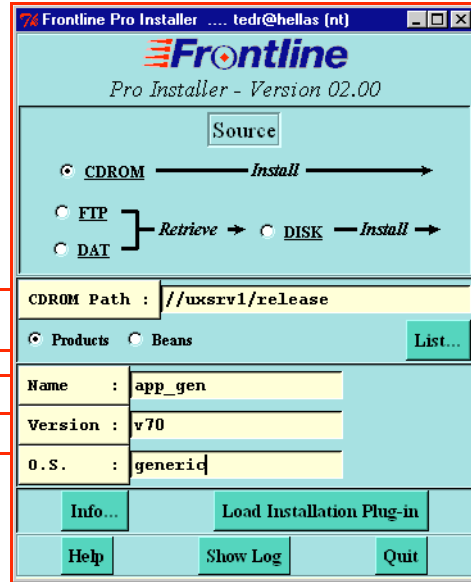 Frontline Pro Installer .... tedr@hellas (nt)
Frontline
Pro Installer - Version 02.00
Source
CDROM Install
FTP
Retrieve DISK Install
DAT
CDROM Path : //uxsrv1/release
Products Beans List...
Name : app_gen
Version : v70
O.S. : generic
Info... Load Installation Plug-in
Help Show Log Quit